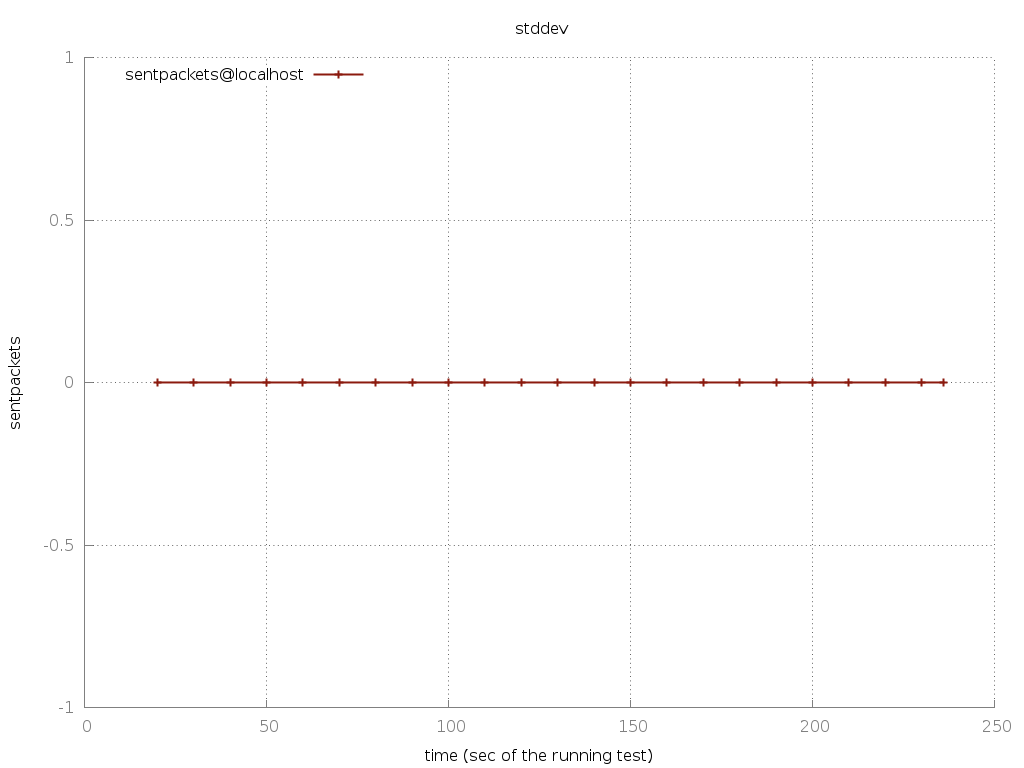 stddev
sentpackets@localhost
1
0.5
0
-0.5
-1
sentpackets
0 50 100 150 200 250
time (sec of the running test)